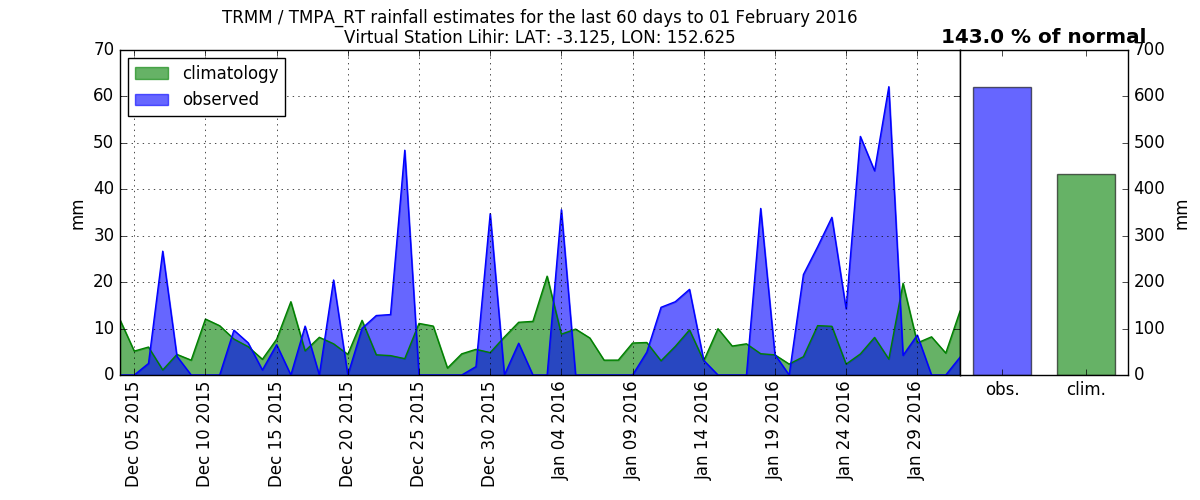 TRMM / TMPA_RT rainfall estimates for the last 60 days to 01 February 2016
Virtual Station Lihir: LAT: -3.125, LON: 152.625
143.0 % of normal
climatology
observed
70
60
50
40
30
20
10
0
mm
Dec 05 2015
Dec 10 2015
Dec 15 2015
Dec 20 2015
Dec 25 2015
Dec 30 2015
Jan 04 2016
Jan 09 2016
Jan 14 2016
Jan 19 2016
Jan 24 2016
Jan 29 2016
obs.
clim.
700
600
500
400
300
200
100
0
mm